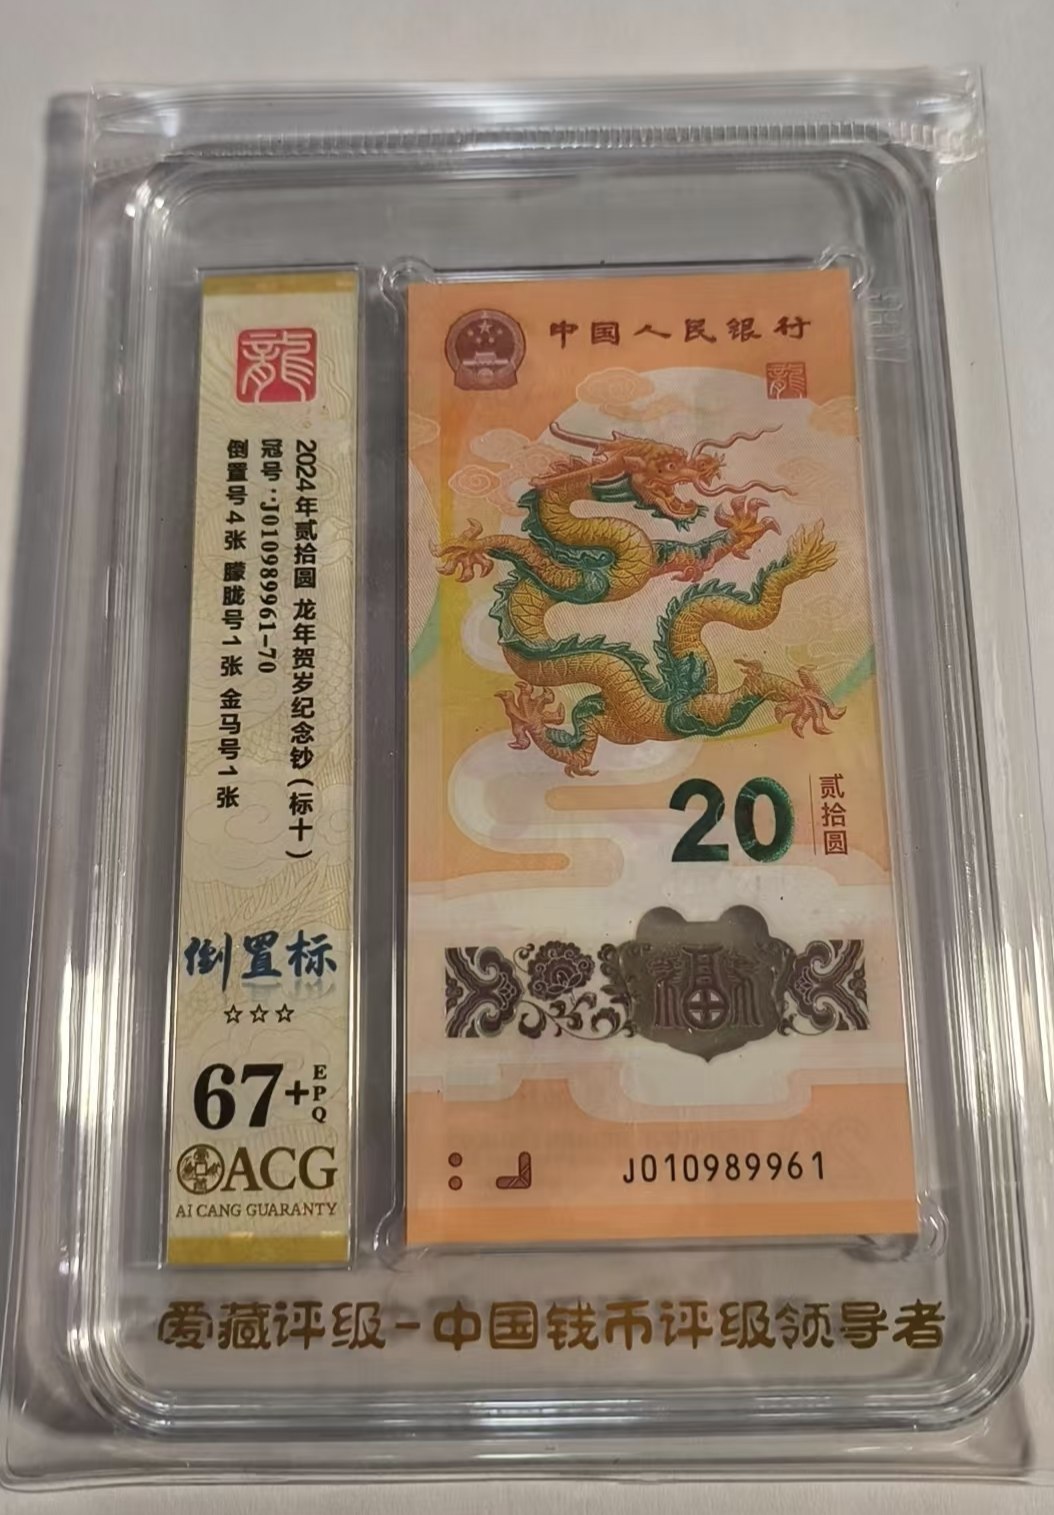 龍
2024年贰拾圆 龙年贺岁纪念钞(标十)
冠号:J010989961-70
倒置号4张 朦胧号1张 金马号1张
倒置标
☆☆☆
67+EPQ
ACG
AI CANG GUARANTY
中国人民银行
龍
20
贰拾圆
福
J010989961
爱藏评级-中国钱币评级领导者